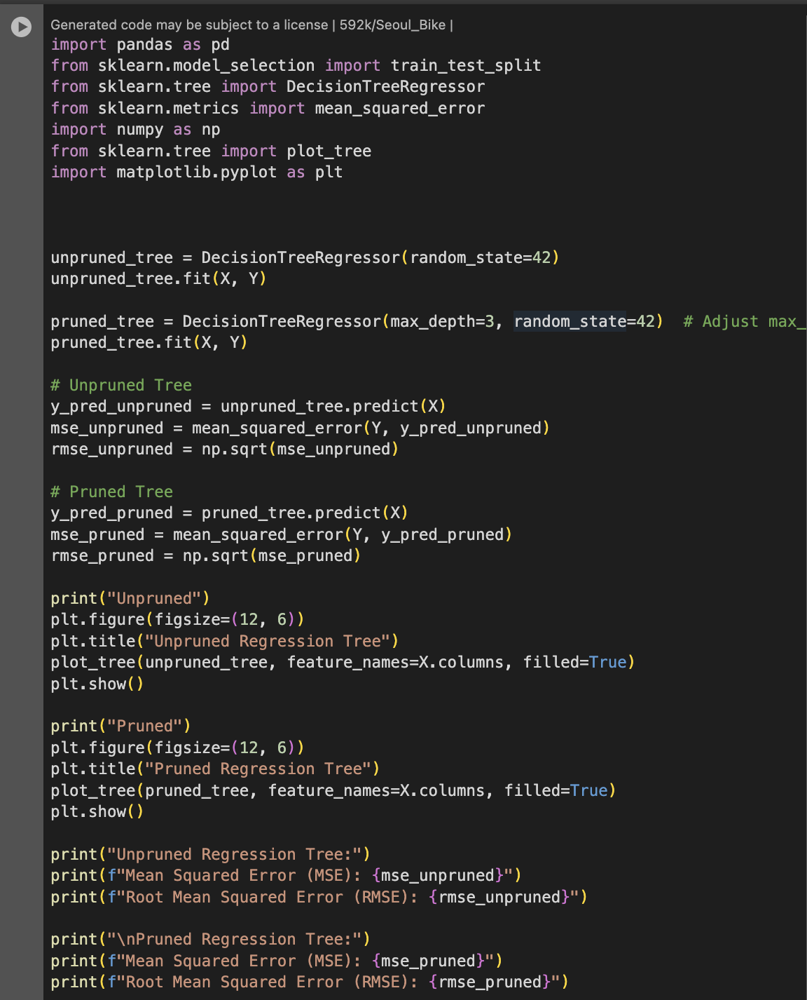 Generated code may be subject to a license | 592k/Seoul_Bike |
import pandas as pd
from sklearn.model_selection import train_test_split
from sklearn.tree import DecisionTreeRegressor
from sklearn.metrics import mean_squared_error
import numpy as np
from sklearn.tree import plot_tree
import matplotlib.pyplot as plt
unpruned_tree = DecisionTreeRegressor(random_state=42)
unpruned_tree.fit(X, Y)
pruned_tree = DecisionTreeRegressor(max_depth=3, random_state=42)  # Adjust max_
pruned_tree.fit(X, Y)
# Unpruned Tree
y_pred_unpruned = unpruned_tree.predict(X)
mse_unpruned = mean_squared_error(Y, y_pred_unpruned)
rmse_unpruned = np.sqrt(mse_unpruned)
# Pruned Tree
y_pred_pruned = pruned_tree.predict(X)
mse_pruned = mean_squared_error(Y, y_pred_pruned)
rmse_pruned = np.sqrt(mse_pruned)
print("Unpruned")
plt.figure(figsize=(12, 6))
plt.title("Unpruned Regression Tree")
plot_tree(unpruned_tree, feature_names=X.columns, filled=True)
plt.show()
print("Pruned")
plt.figure(figsize=(12, 6))
plt.title("Pruned Regression Tree")
plot_tree(pruned_tree, feature_names=X.columns, filled=True)
plt.show()
print("Unpruned Regression Tree:")
print(f"Mean Squared Error (MSE): {mse_unpruned}")
print(f"Root Mean Squared Error (RMSE): {rmse_unpruned}")
print("\nPruned Regression Tree:")
print(f"Mean Squared Error (MSE): {mse_pruned}")
print(f"Root Mean Squared Error (RMSE): {rmse_pruned}")